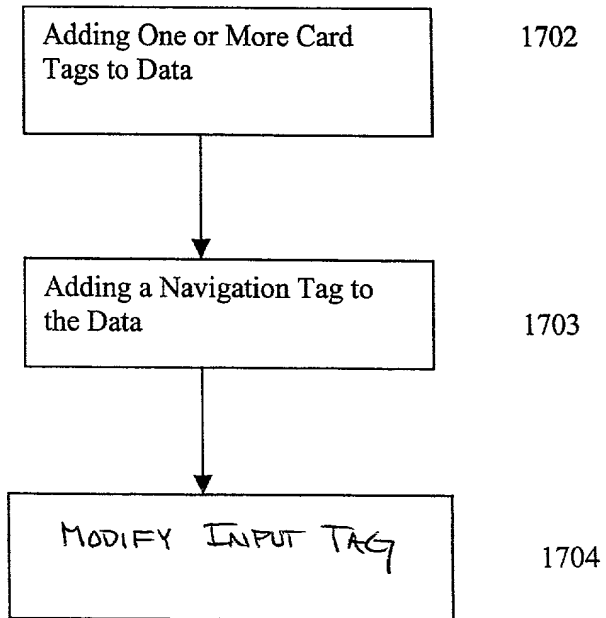 Adding One or More Card
Tags to Data
1702
Adding a Navigation Tag to
the Data
1703
MODIFY INPUT TAG
1704